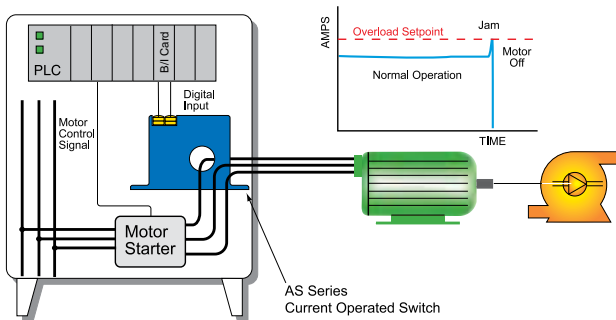 PLC
B/I Card
Digital
Input
Motor
Control
Signal
Motor
Starter
AS Series
Current Operated Switch
AMPS
Overload Setpoint
Jam
Motor
Off
Normal Operation
TIME